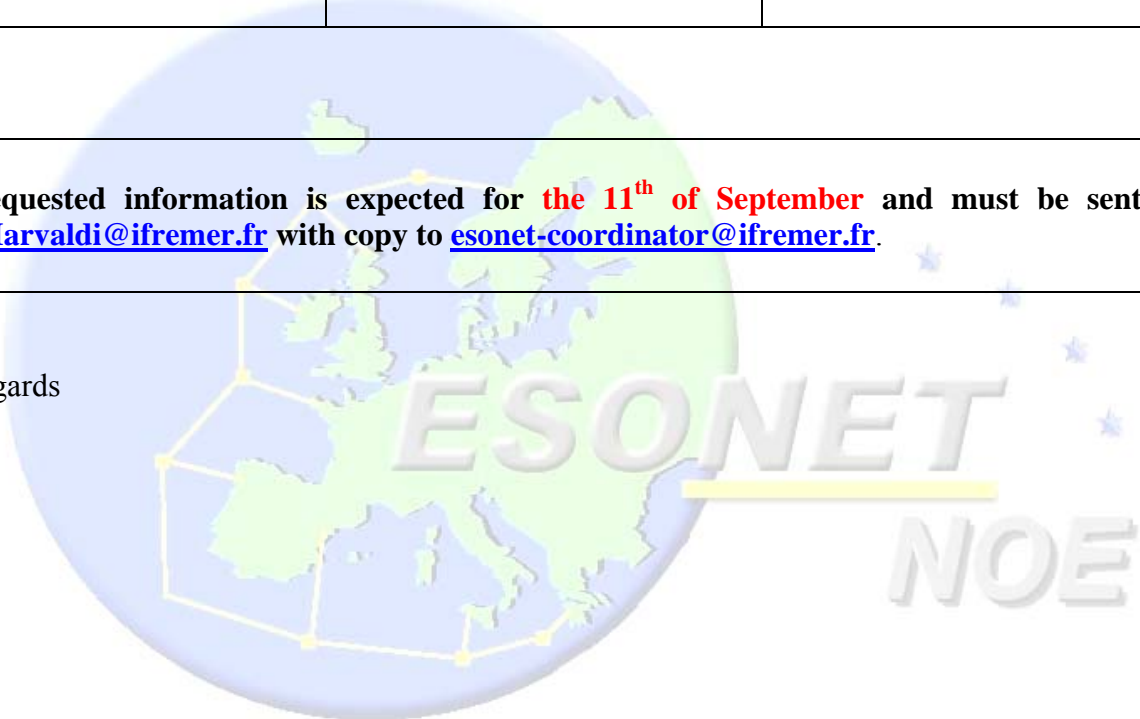 equested information is expected for the 11th of September and must be sent
arvaldi@ifremer.fr with copy to esonet-coordinator@ifremer.fr.
gards
ESONET
NOE